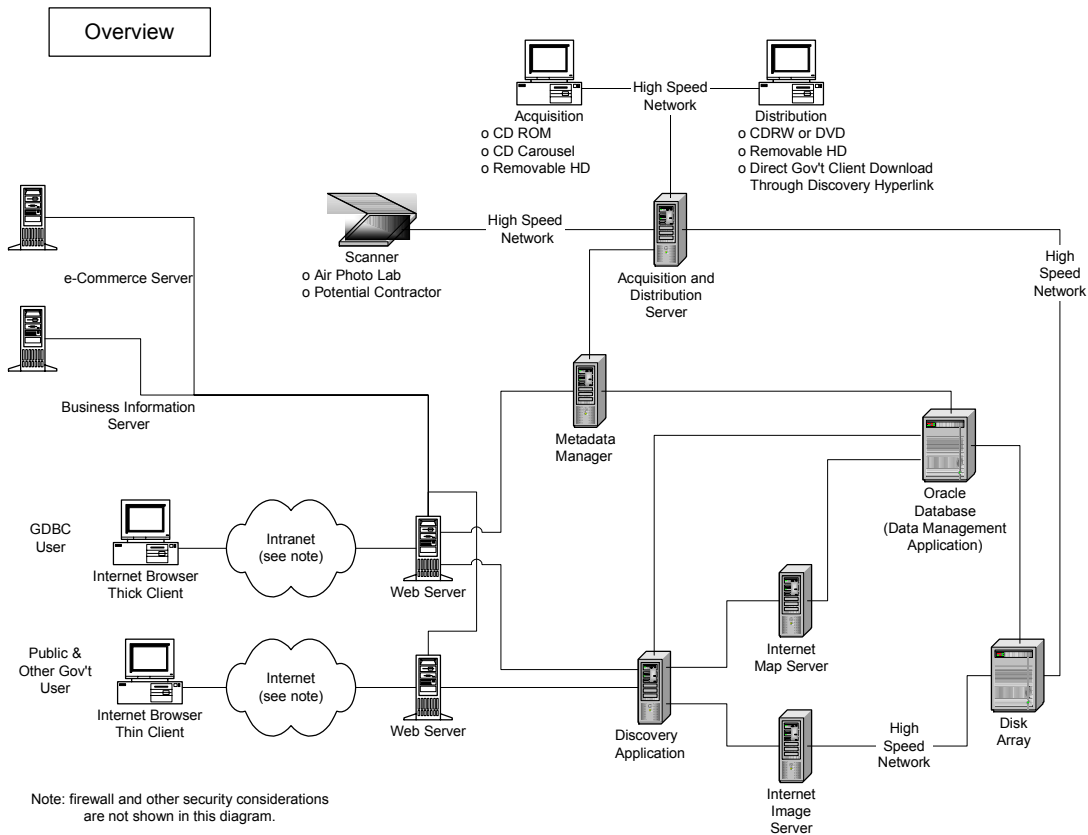 Overview
High Speed
Network
Acquisition
o CD ROM
o CD Carousel
o Removable HD
Distribution
o CDRW or DVD
o Removable HD
o Direct Gov't Client Download
Through Discovery Hyperlink
High Speed
Network
Scanner
o Air Photo Lab
o Potential Contractor
Acquisition and
Distribution
Server
High
Speed
Network
e-Commerce Server
Business Information
Server
Metadata
Manager
Oracle
Database
(Data Management
Application)
GDBC
User
Internet Browser
Thick Client
Intranet
(see note)
Web Server
Internet
Map Server
Public &
Other Gov't
User
Internet Browser
Thin Client
Internet
(see note)
Web Server
Discovery
Application
High
Speed
Network
Disk
Array
Internet
Image
Server
Note: firewall and other security considerations
are not shown in this diagram.